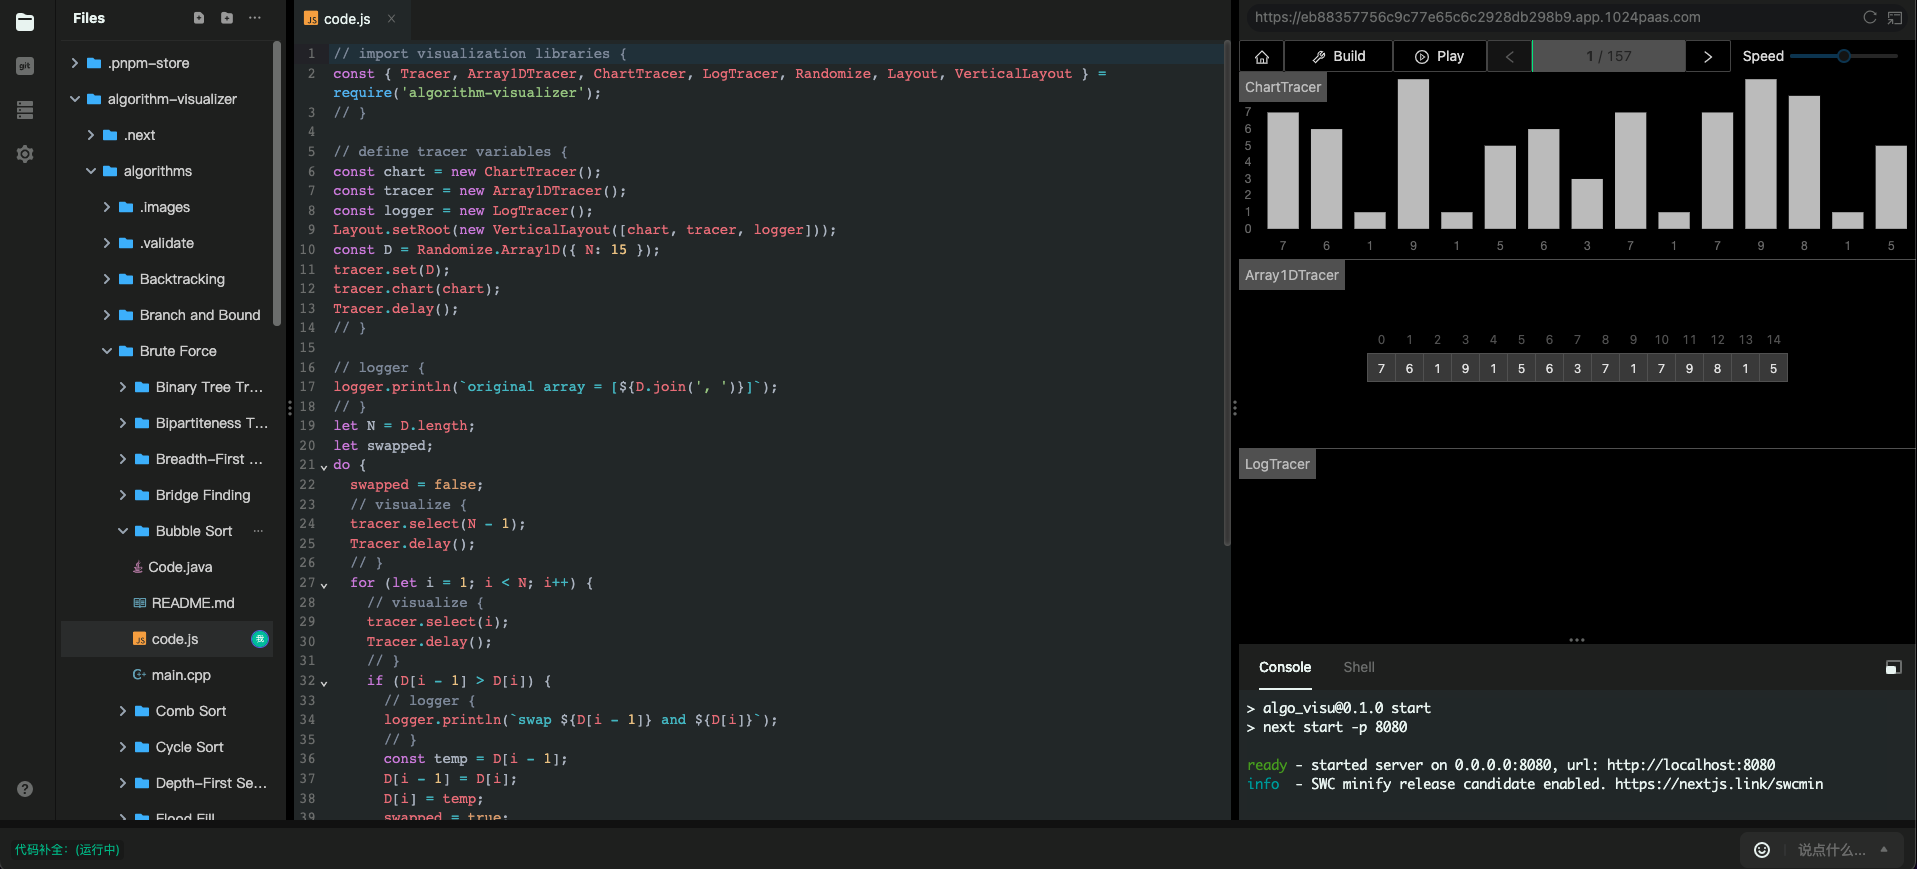 Files
.pnpm-store
algorithm-visualizer
.next
algorithms
.images
.validate
Backtracking
Branch and Bound
Brute Force
Binary Tree Tr...
Bipartiteness T...
Breadth-First ...
Bridge Finding
Bubble Sort
Code.java
README.md
JS code.js 我
main.cpp
Comb Sort
Cycle Sort
Depth-First Se...
Flood Fill
git
JS code.js ×
1 // import visualization libraries {
2 const { Tracer, Array1DTracer, ChartTracer, LogTracer, Randomize, Layout, VerticalLayout } =
require('algorithm-visualizer');
3 // }
4
5 // define tracer variables {
6 const chart = new ChartTracer();
7 const tracer = new Array1DTracer();
8 const logger = new LogTracer();
9 Layout.setRoot(new VerticalLayout([chart, tracer, logger]));
10 const D = Randomize.Array1D({ N: 15 });
11 tracer.set(D);
12 tracer.chart(chart);
13 Tracer.delay();
14 // }
15
16 // logger {
17 logger.println(`original array = [${D.join(', ')}]`);
18 // }
19 let N = D.length;
20 let swapped;
21 do {
22 swapped = false;
23 // visualize {
24 tracer.select(N - 1);
25 Tracer.delay();
26 // }
27 for (let i = 1; i < N; i++) {
28 // visualize {
29 tracer.select(i);
30 Tracer.delay();
31 // }
32 if (D[i - 1] > D[i]) {
33 // logger {
34 logger.println(`swap ${D[i - 1]} and ${D[i]}`);
35 // }
36 const temp = D[i - 1];
37 D[i - 1] = D[i];
38 D[i] = temp;
39 swapped = true;
https://eb88357756c9c77e65c6c2928db298b9.app.1024paas.com
Build Play < 1 / 157 > Speed
ChartTracer
7
6
5
4
3
2
1
0
7 6 1 9 1 5 6 3 7 1 7 9 8 1 5
Array1DTracer
0 1 2 3 4 5 6 7 8 9 10 11 12 13 14
7 6 1 9 1 5 6 3 7 1 7 9 8 1 5
LogTracer
Console Shell
> algo_visu@0.1.0 start
> next start -p 8080
ready - started server on 0.0.0.0:8080, url: http://localhost:8080
info - SWC minify release candidate enabled. https://nextjs.link/swcmin
代码补全: (运行中)
说点什么...